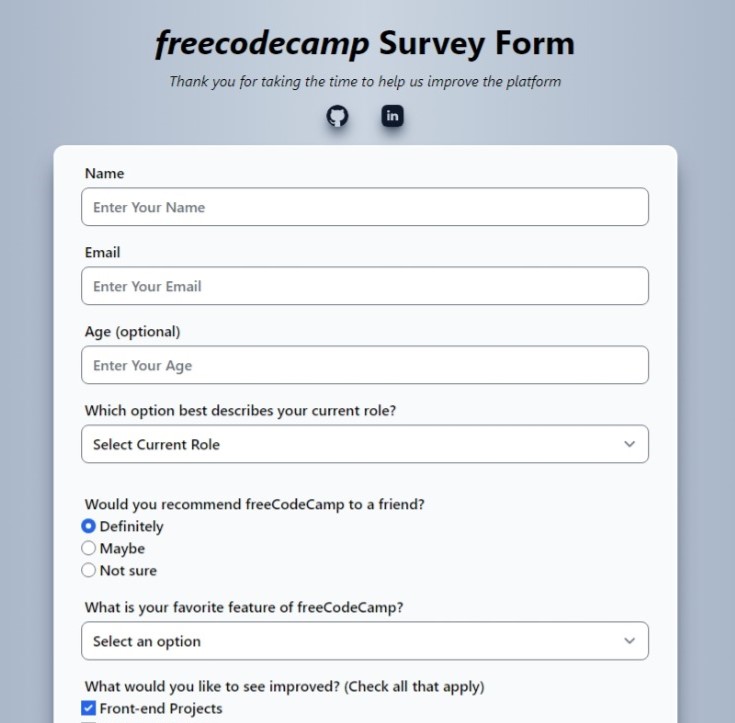 freecodecamp Survey Form
Thank you for taking the time to help us improve the platform
in
Name
Enter Your Name
Email
Enter Your Email
Age (optional)
Enter Your Age
Which option best describes your current role?
Select Current Role
Would you recommend freeCodeCamp to a friend?
Definitely
Maybe
Not sure
What is your favorite feature of freeCodeCamp?
Select an option
What would you like to see improved? (Check all that apply)
Front-end Projects